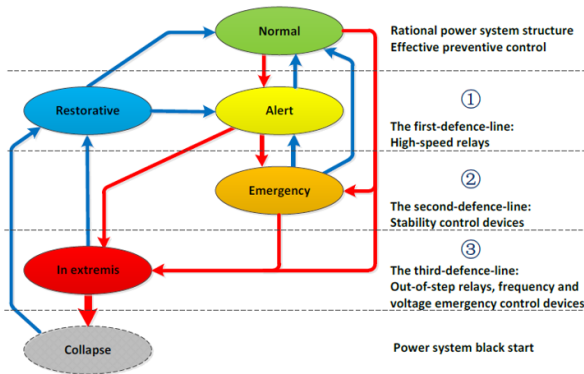 Normal
Rational power system structure
Effective preventive control
Restorative
Alert
①
The first-defence-line:
High-speed relays
Emergency
②
The second-defence-line:
Stability control devices
③
In extremis
The third-defence-line:
Out-of-step relays, frequency and
voltage emergency control devices
Collapse
Power system black start